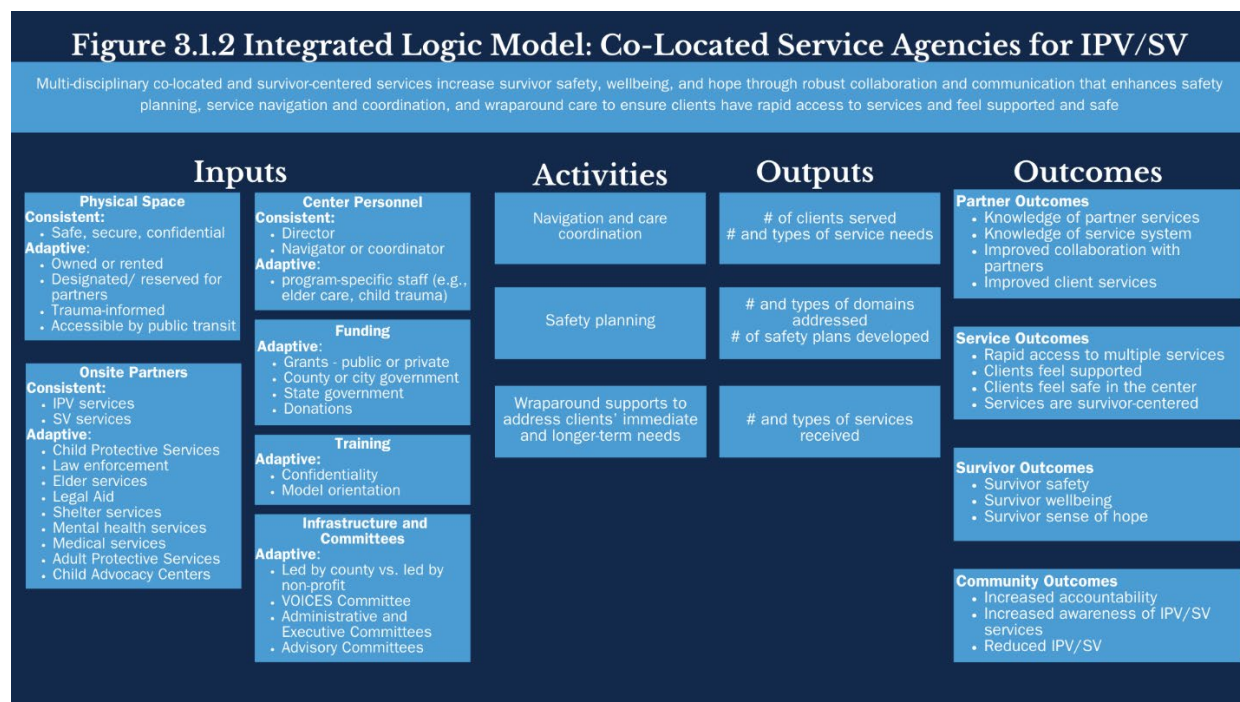 Figure 3.1.2 Integrated Logic Model: Co-Located Service Agencies for IPV/SV
Multi-disciplinary co-located and survivor-centered services increase survivor safety, wellbeing, and hope through robust collaboration and communication that enhances safety
planning, service navigation and coordination, and wraparound care to ensure clients have rapid access to services and feel supported and safe
Inputs
Physical Space
Consistent:
• Safe, secure, confidential
Adaptive:
• Owned or rented
• Designated/ reserved for
partners
• Trauma-informed
• Accessible by public transit
Onsite Partners
Consistent:
• IPV services
• SV services
Adaptive:
• Child Protective Services
• Law enforcement
• Elder services
• Legal Aid
• Shelter services
• Mental health services
• Medical services
• Adult Protective Services
• Child Advocacy Centers
Center Personnel
Consistent:
• Director
• Navigator or coordinator
Adaptive:
• program-specific staff (e.g.,
elder care, child trauma)
Funding
Adaptive:
• Grants - public or private
• County or city government
• State government
• Donations
Training
Adaptive:
• Confidentiality
• Model orientation
Infrastructure and
Committees
Adaptive:
• Led by county vs. led by
non-profit
• VOICES Committee
• Administrative and
Executive Committees
• Advisory Committees
Activities
Navigation and care
coordination
Safety planning
Wraparound supports to
address clients' immediate
and longer-term needs
Outputs
# of clients served
# and types of service needs
# and types of domains
addressed
# of safety plans developed
# and types of services
received
Outcomes
Partner Outcomes
• Knowledge of partner services
• Knowledge of service system
• Improved collaboration with
partners
• Improved client services
Service Outcomes
• Rapid access to multiple services
• Clients feel supported
• Clients feel safe in the center
• Services are survivor-centered
Survivor Outcomes
• Survivor safety
• Survivor wellbeing
• Survivor sense of hope
Community Outcomes
• Increased accountability
• Increased awareness of IPV/SV
services
• Reduced IPV/SV